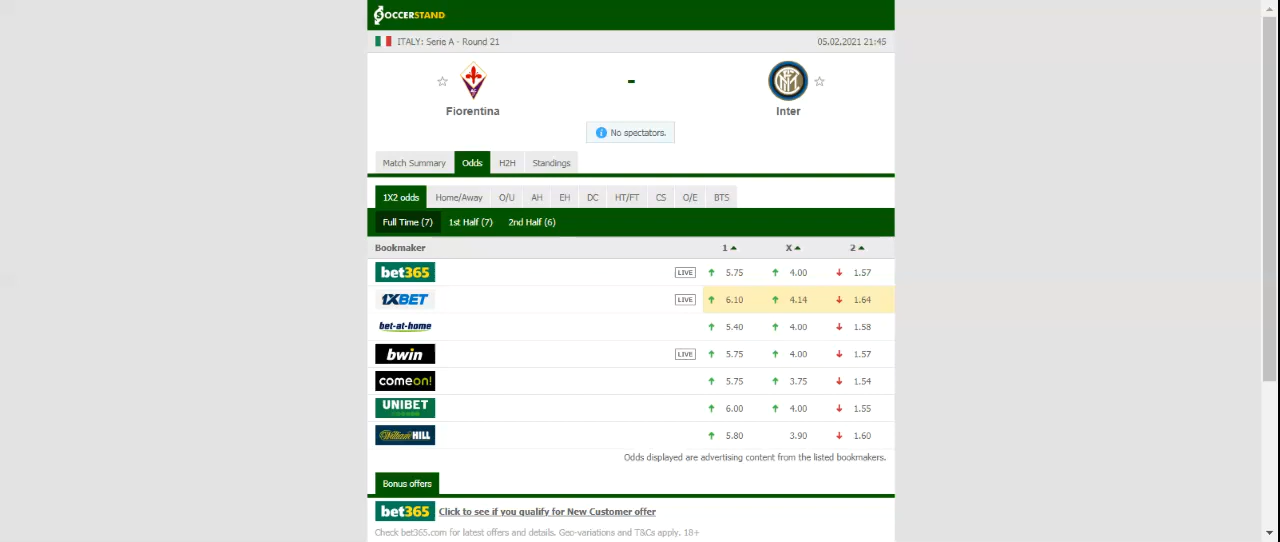 SOCCERSTAND
ITALY: Serie A - Round 21 05.02.2021 21:45
-
Fiorentina Inter
No spectators.
Match Summary Odds H2H Standings
1X2 odds Home/Away O/U AH EH DC HT/FT CS O/E BTS
Full Time (7) 1st Half (7) 2nd Half (6)
Bookmaker 1 X 2
bet365 LIVE 5.75 4.00 1.57
1XBET LIVE 6.10 4.14 1.64
bet-at-home 5.40 4.00 1.58
bwin LIVE 5.75 4.00 1.57
comeon! 5.75 3.75 1.54
UNIBET 6.00 4.00 1.55
William HILL 5.80 3.90 1.60
Odds displayed are advertising content from the listed bookmakers.
Bonus offers
bet365 Click to see if you qualify for New Customer offer
Check bet365.com for latest offers and details. Geo-variations and T&Cs apply. 18+